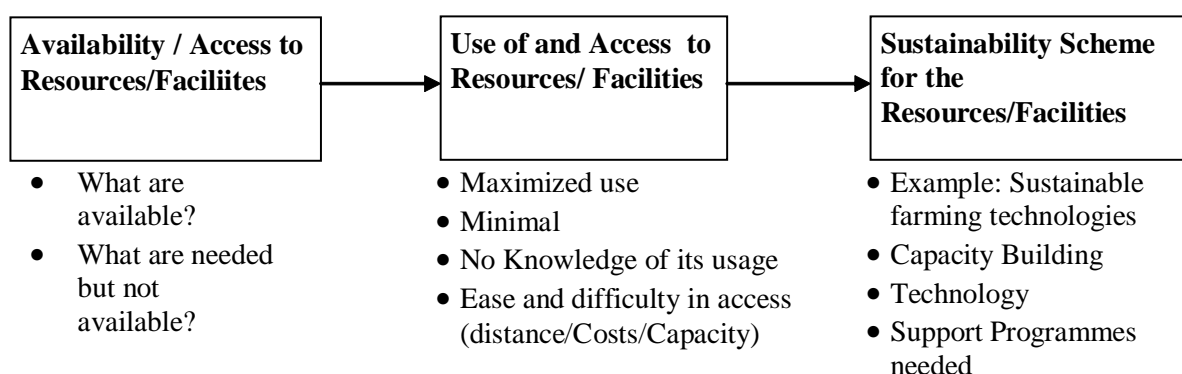 Availability / Access to
Resources/Faciliites
• What are
available?
• What are needed
but not
available?
Use of and Access to
Resources/ Facilities
• Maximized use
• Minimal
• No Knowledge of its usage
• Ease and difficulty in access
(distance/Costs/Capacity)
Sustainability Scheme
for the
Resources/Facilities
• Example: Sustainable
farming technologies
• Capacity Building
• Technology
• Support Programmes
needed